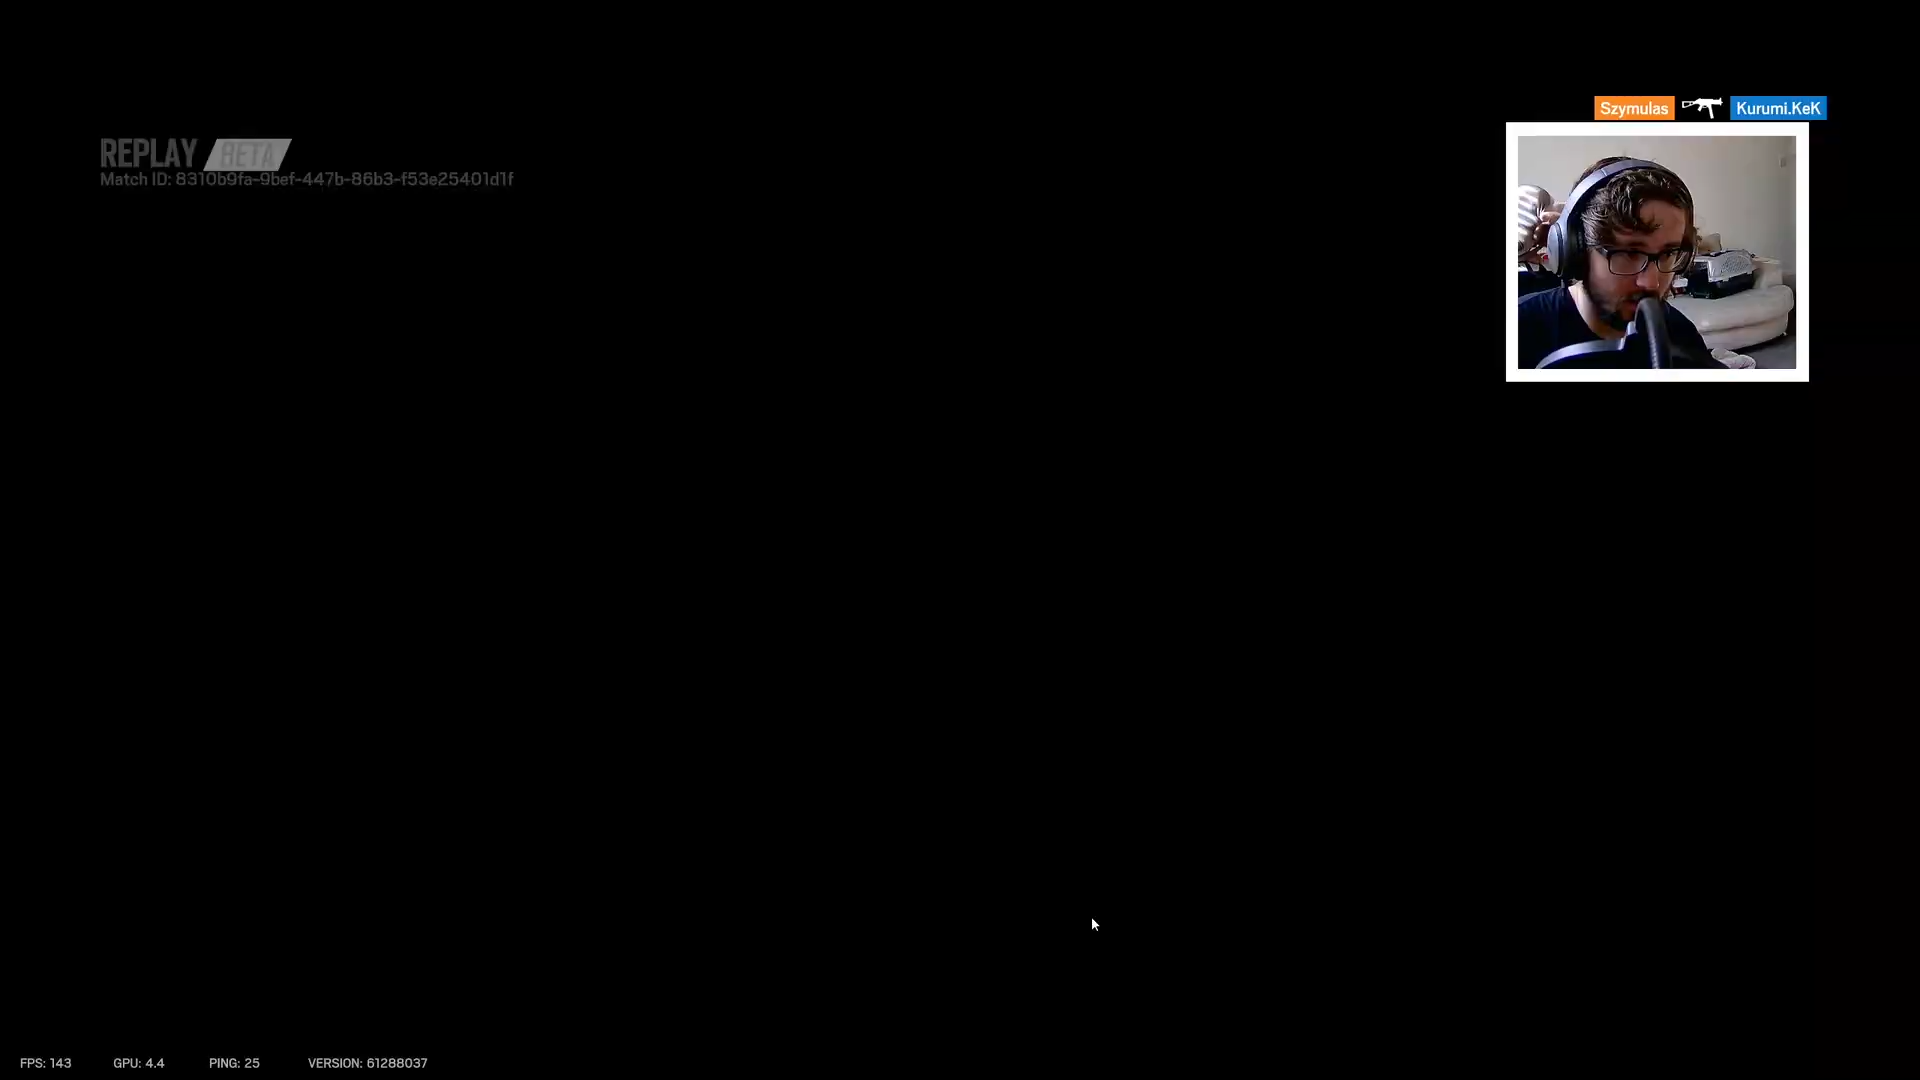 Szymulas Kurumi.KeK
REPLAY BETA
Match ID: 8310b9fa-9bef-447b-86b3-f53e25401d1f
FPS: 143 GPU: 4.4 PING: 25 VERSION: 61288037